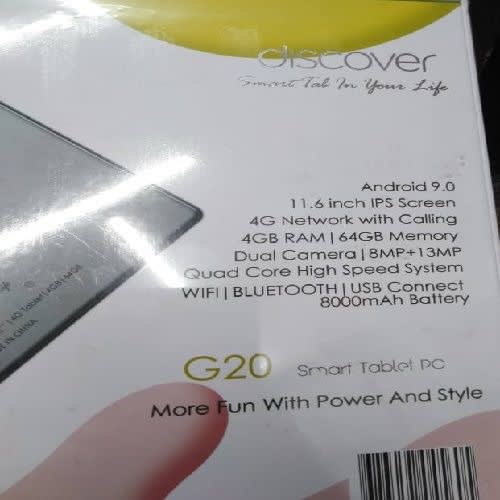 discover
Smart Tab In Your Life
Android 9.0
11.6 inch IPS Screen
4G Network with Calling
4GB RAM | 64GB Memory
Dual Camera | 8MP+13MP
Quad Core High Speed System
WIFI | BLUETOOTH | USB Connect
8000mAh Battery
G20 Smart Tablet PC
More Fun With Power And Style
IN CHINA